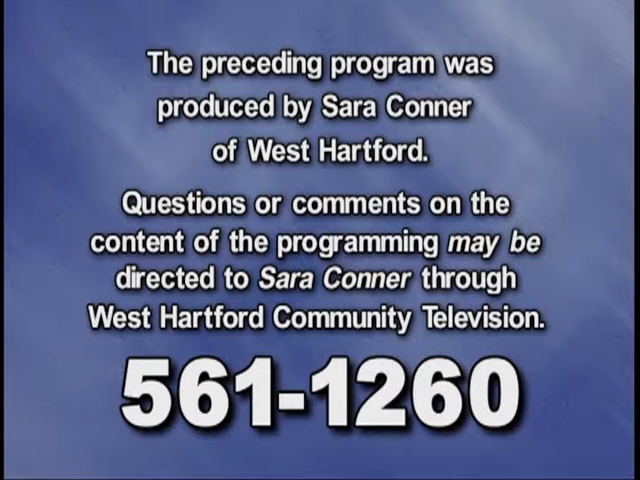 The preceding program was
produced by Sara Conner
of West Hartford.
Questions or comments on the
content of the programming may be
directed to Sara Conner through
West Hartford Community Television.
561-1260